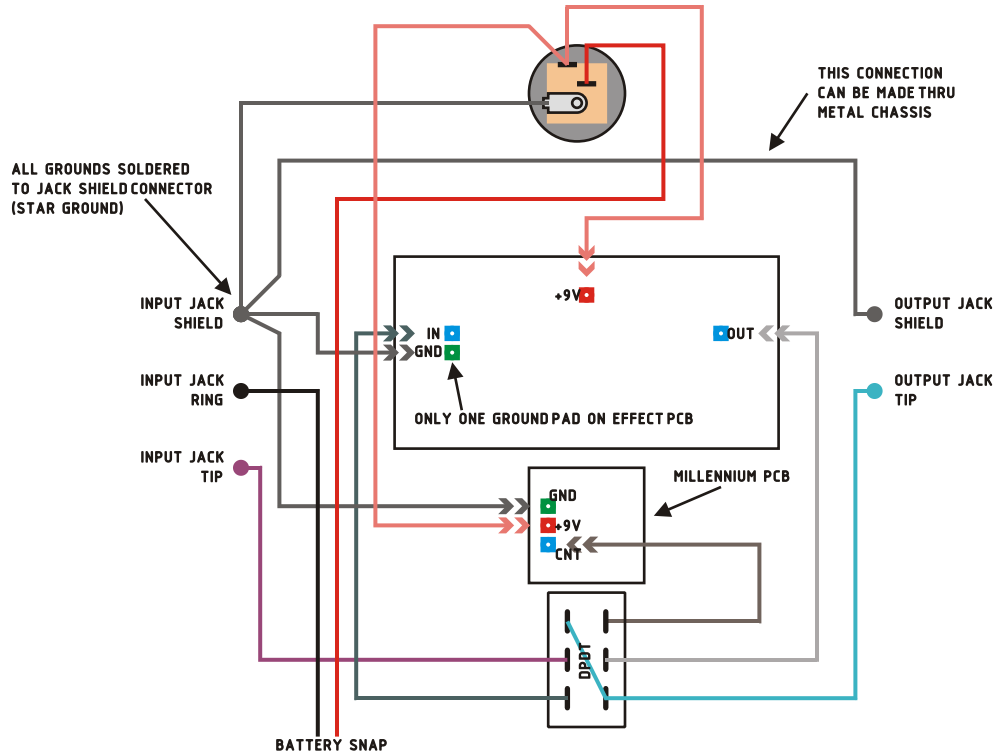 THIS CONNECTION
CAN BE MADE THRU
METAL CHASSIS
ALL GROUNDS SOLDERED
TO JACK SHIELD CONNECTOR
(STAR GROUND)
INPUT JACK
SHIELD
INPUT JACK
RING
INPUT JACK
TIP
+9V
IN
GND
OUT
ONLY ONE GROUND PAD ON EFFECT PCB
OUTPUT JACK
SHIELD
OUTPUT JACK
TIP
MILLENNIUM PCB
GND
+9V
CNT
DPDT
BATTERY SNAP